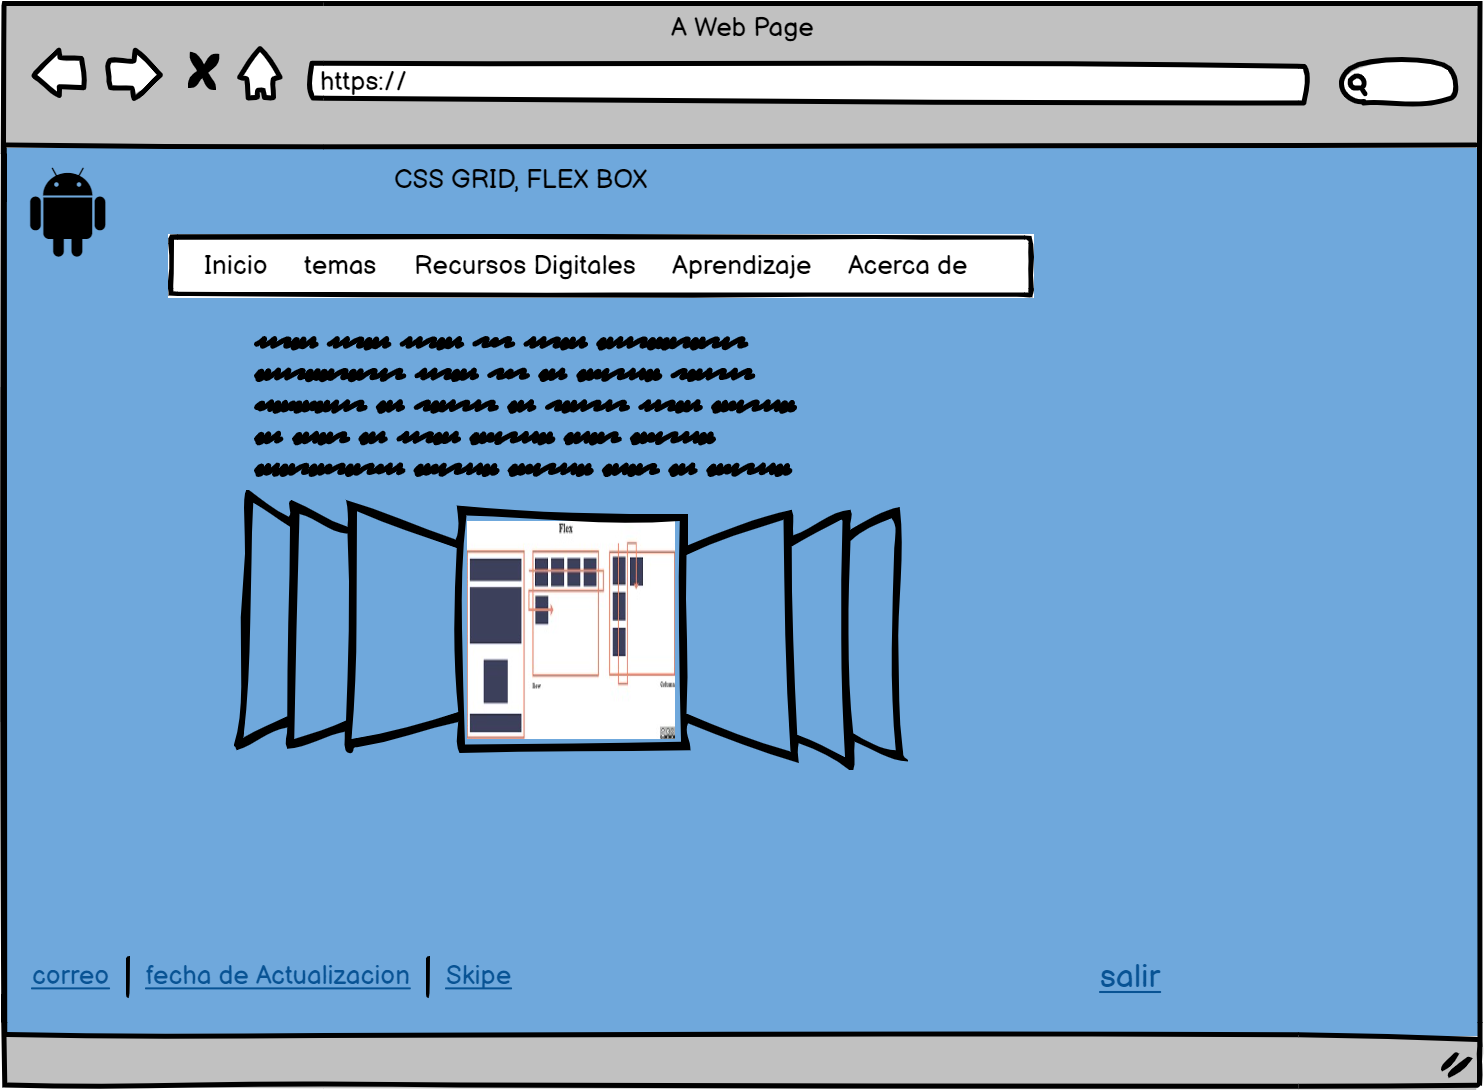 A Web Page
https://
CSS GRID, FLEX BOX
Inicio temas Recursos Digitales Aprendizaje Acerca de
Flex
Row Column
correo fecha de Actualizacion Skipe salir